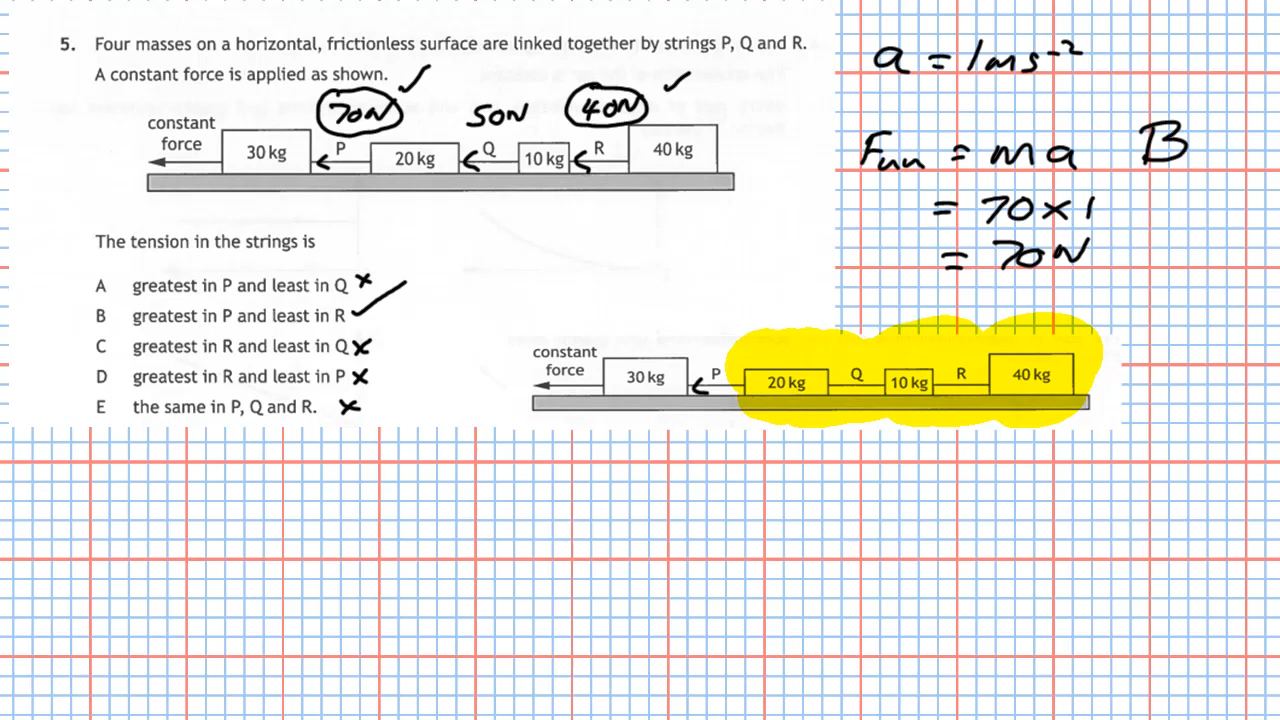 5. Four masses on a horizontal, frictionless surface are linked together by strings P, Q and R.
A constant force is applied as shown.
70N 50N 40N
constant
force
30 kg P 20 kg Q 10 kg R 40 kg
The tension in the strings is
A greatest in P and least in Q
B greatest in P and least in R
C greatest in R and least in Q
D greatest in R and least in P
E the same in P, Q and R.
a = 1ms⁻²
Fun = ma B
= 70 × 1
= 70N
constant
force
30 kg P 20 kg Q 10 kg R 40 kg